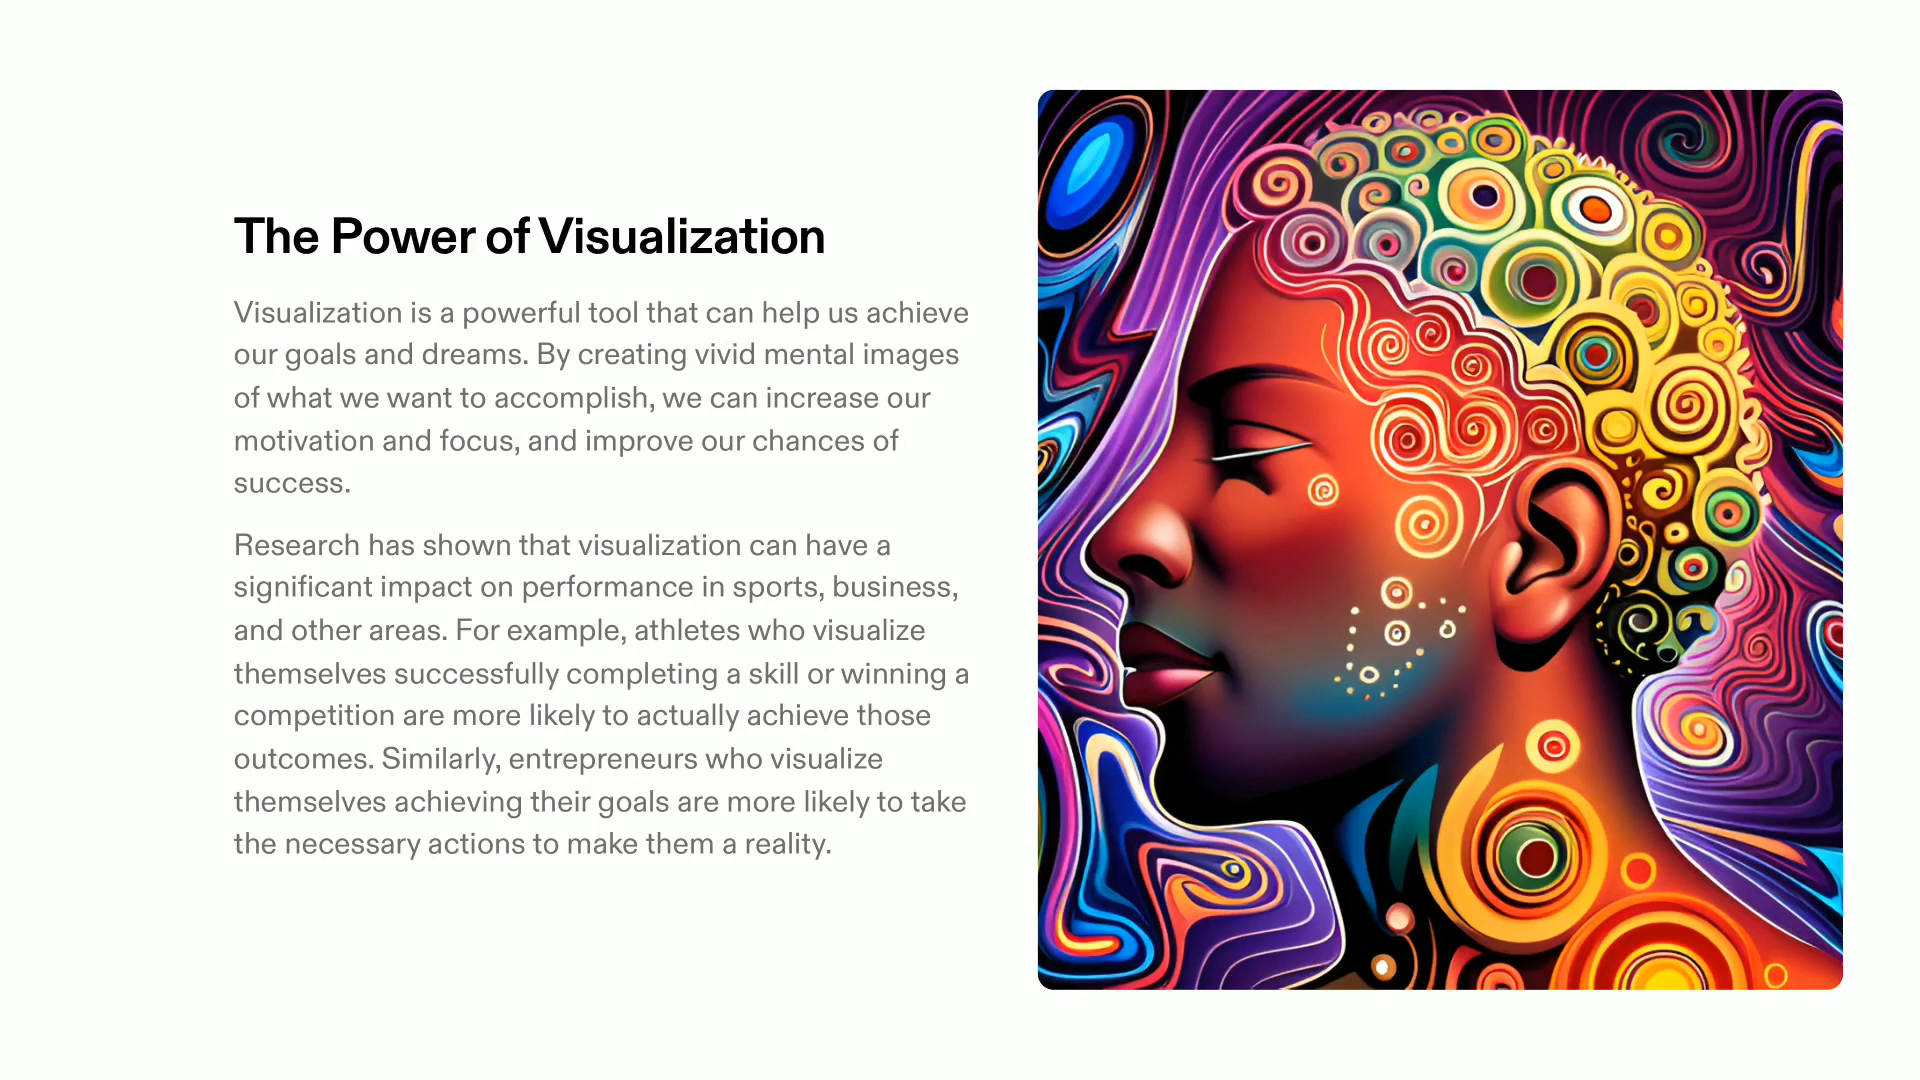 The Power of Visualization
Visualization is a powerful tool that can help us achieve
our goals and dreams. By creating vivid mental images
of what we want to accomplish, we can increase our
motivation and focus, and improve our chances of
success.
Research has shown that visualization can have a
significant impact on performance in sports, business,
and other areas. For example, athletes who visualize
themselves successfully completing a skill or winning a
competition are more likely to actually achieve those
outcomes. Similarly, entrepreneurs who visualize
themselves achieving their goals are more likely to take
the necessary actions to make them a reality.